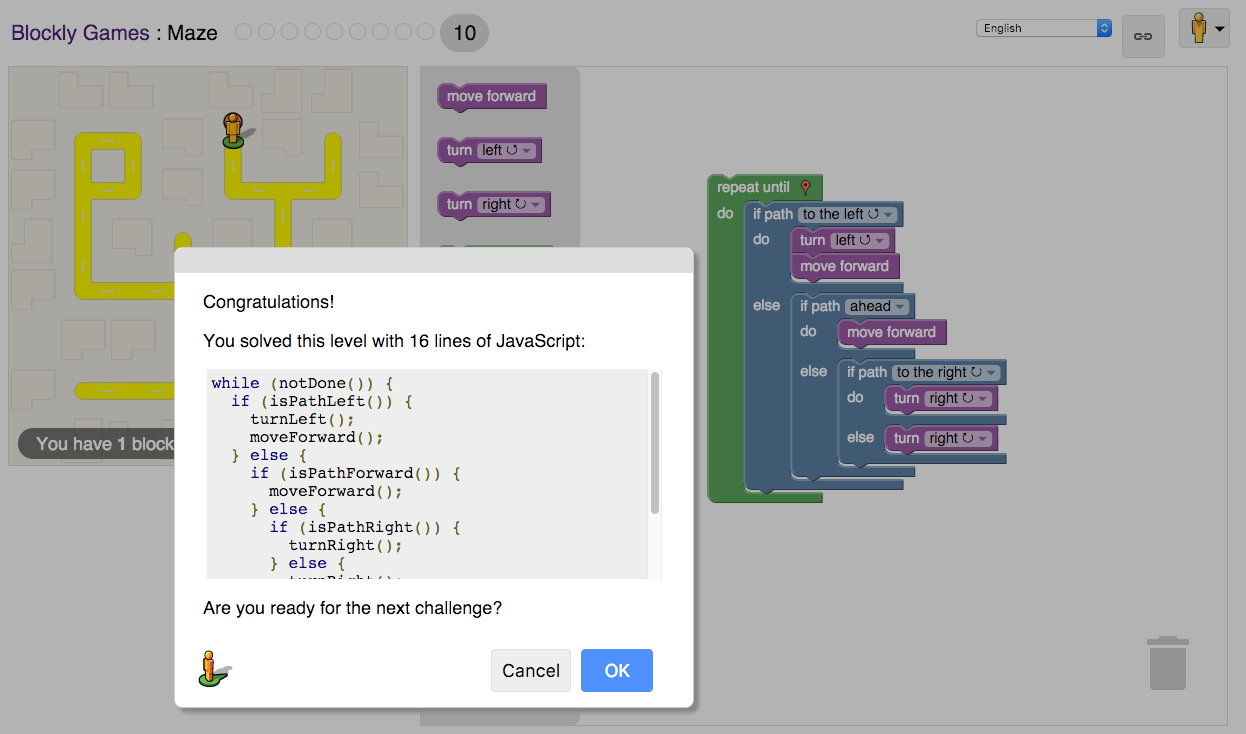 Blockly Games : Maze
10
English
move forward
turn left
turn right
You have 1 block
repeat until
do
if path to the left
do
turn left
move forward
else
if path ahead
do
move forward
else
if path to the right
do
turn right
else
turn right
Congratulations!
You solved this level with 16 lines of JavaScript:
while (notDone()) {
if (isPathLeft()) {
turnLeft();
moveForward();
} else {
if (isPathForward()) {
moveForward();
} else {
if (isPathRight()) {
turnRight();
} else {
Are you ready for the next challenge?
Cancel
OK